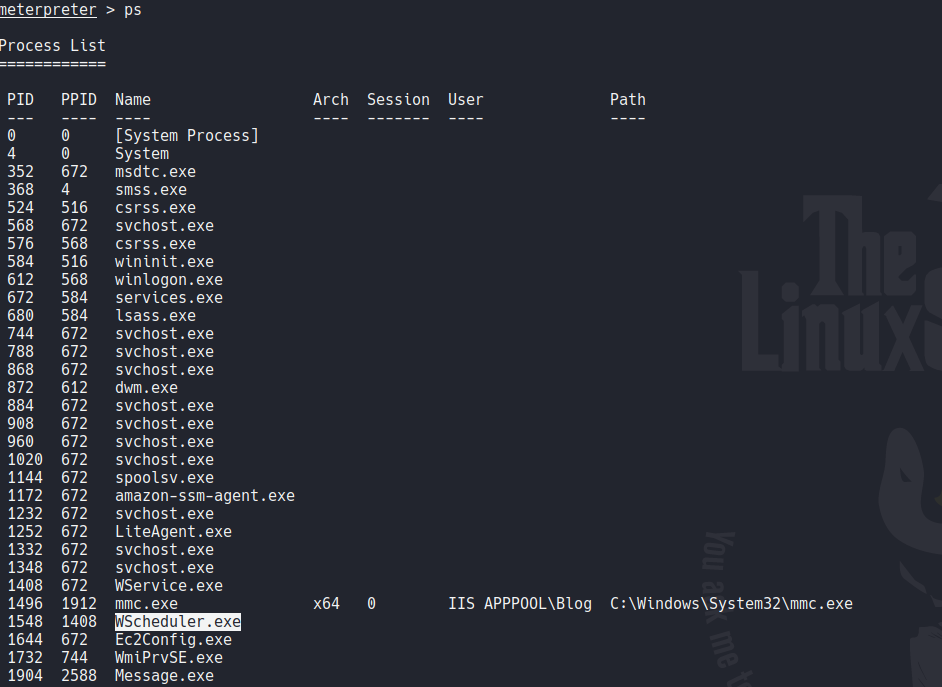 meterpreter > ps
Process List
============
PID PPID Name Arch Session User Path
--- ---- ---- ---- ------- ---- ----
0 0 [System Process]
4 0 System
352 672 msdtc.exe
368 4 smss.exe
524 516 csrss.exe
568 672 svchost.exe
576 568 csrss.exe
584 516 wininit.exe
612 568 winlogon.exe
672 584 services.exe
680 584 lsass.exe
744 672 svchost.exe
788 672 svchost.exe
868 672 svchost.exe
872 612 dwm.exe
884 672 svchost.exe
908 672 svchost.exe
960 672 svchost.exe
1020 672 svchost.exe
1144 672 spoolsv.exe
1172 672 amazon-ssm-agent.exe
1232 672 svchost.exe
1252 672 LiteAgent.exe
1332 672 svchost.exe
1348 672 svchost.exe
1408 672 WService.exe
1496 1912 mmc.exe x64 0 IIS APPPOOL\Blog C:\Windows\System32\mmc.exe
1548 1408 WScheduler.exe
1644 672 Ec2Config.exe
1732 744 WmiPrvSE.exe
1904 2588 Message.exe
The
LinuxS
You ask me to